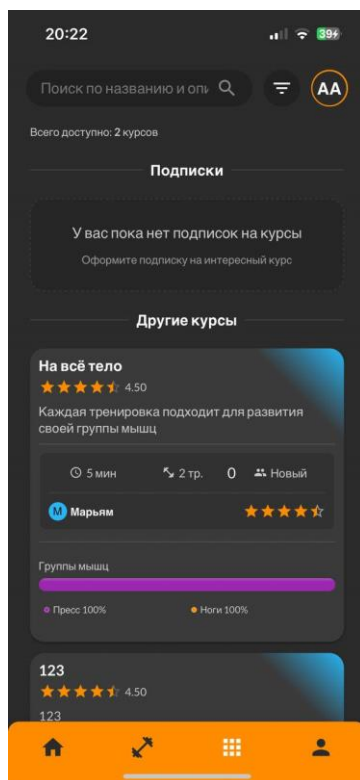 20:22
39
Поиск по названию и опи
AA
Всего доступно: 2 курсов
Подписки
У вас пока нет подписок на курсы
Оформите подписку на интересный курс
Другие курсы
На всё тело
4.50
Каждая тренировка подходит для развития
своей группы мышц
5 мин 2 тр. 0 Новый
М Марьям
Группы мышц
Пресс 100% Ноги 100%
123
4.50
123